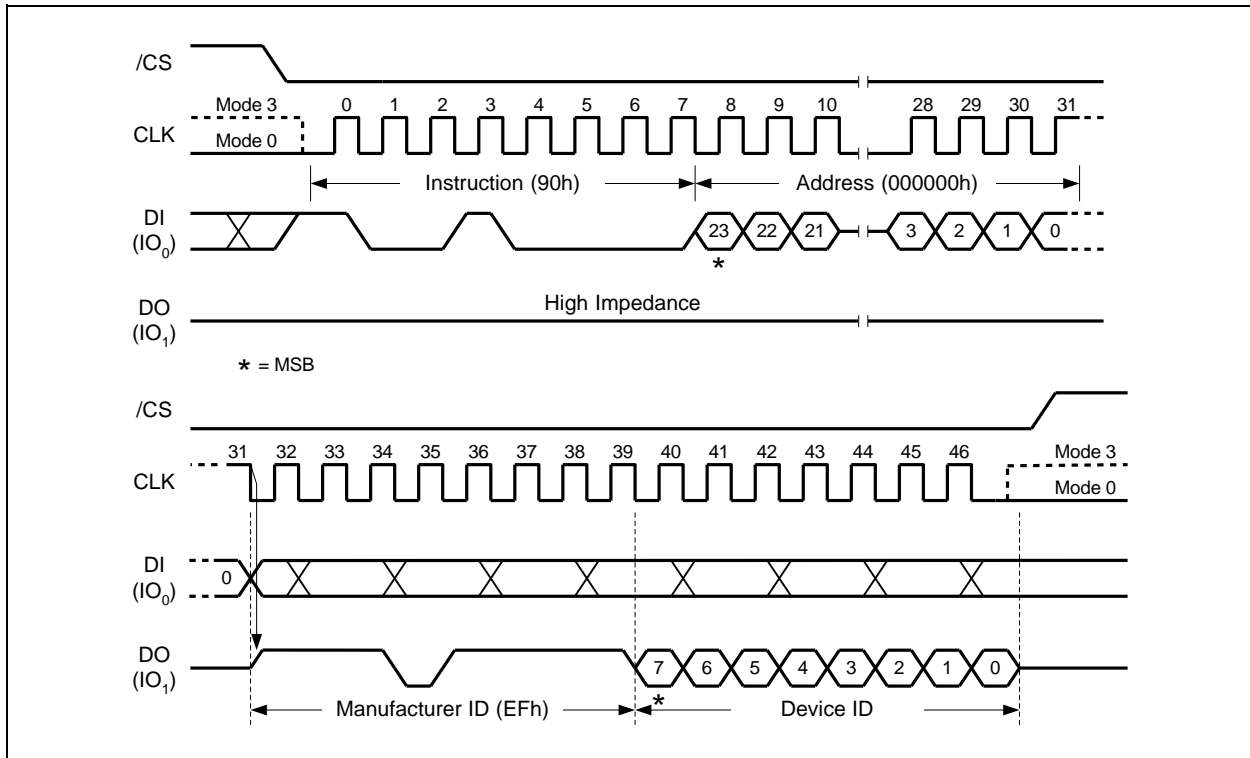 /CS
Mode 3
0 1 2 3 4 5 6 7 8 9 10 28 29 30 31
CLK
Mode 0
Instruction (90h) Address (000000h)
DI
(IO0)
23 22 21 3 2 1 0
*
High Impedance
DO
(IO1)
* = MSB
/CS
31 32 33 34 35 36 37 38 39 40 41 42 43 44 45 46
Mode 3
CLK
Mode 0
DI
(IO0)
0
DO
(IO1)
7 6 5 4 3 2 1 0
*
Manufacturer ID (EFh) Device ID